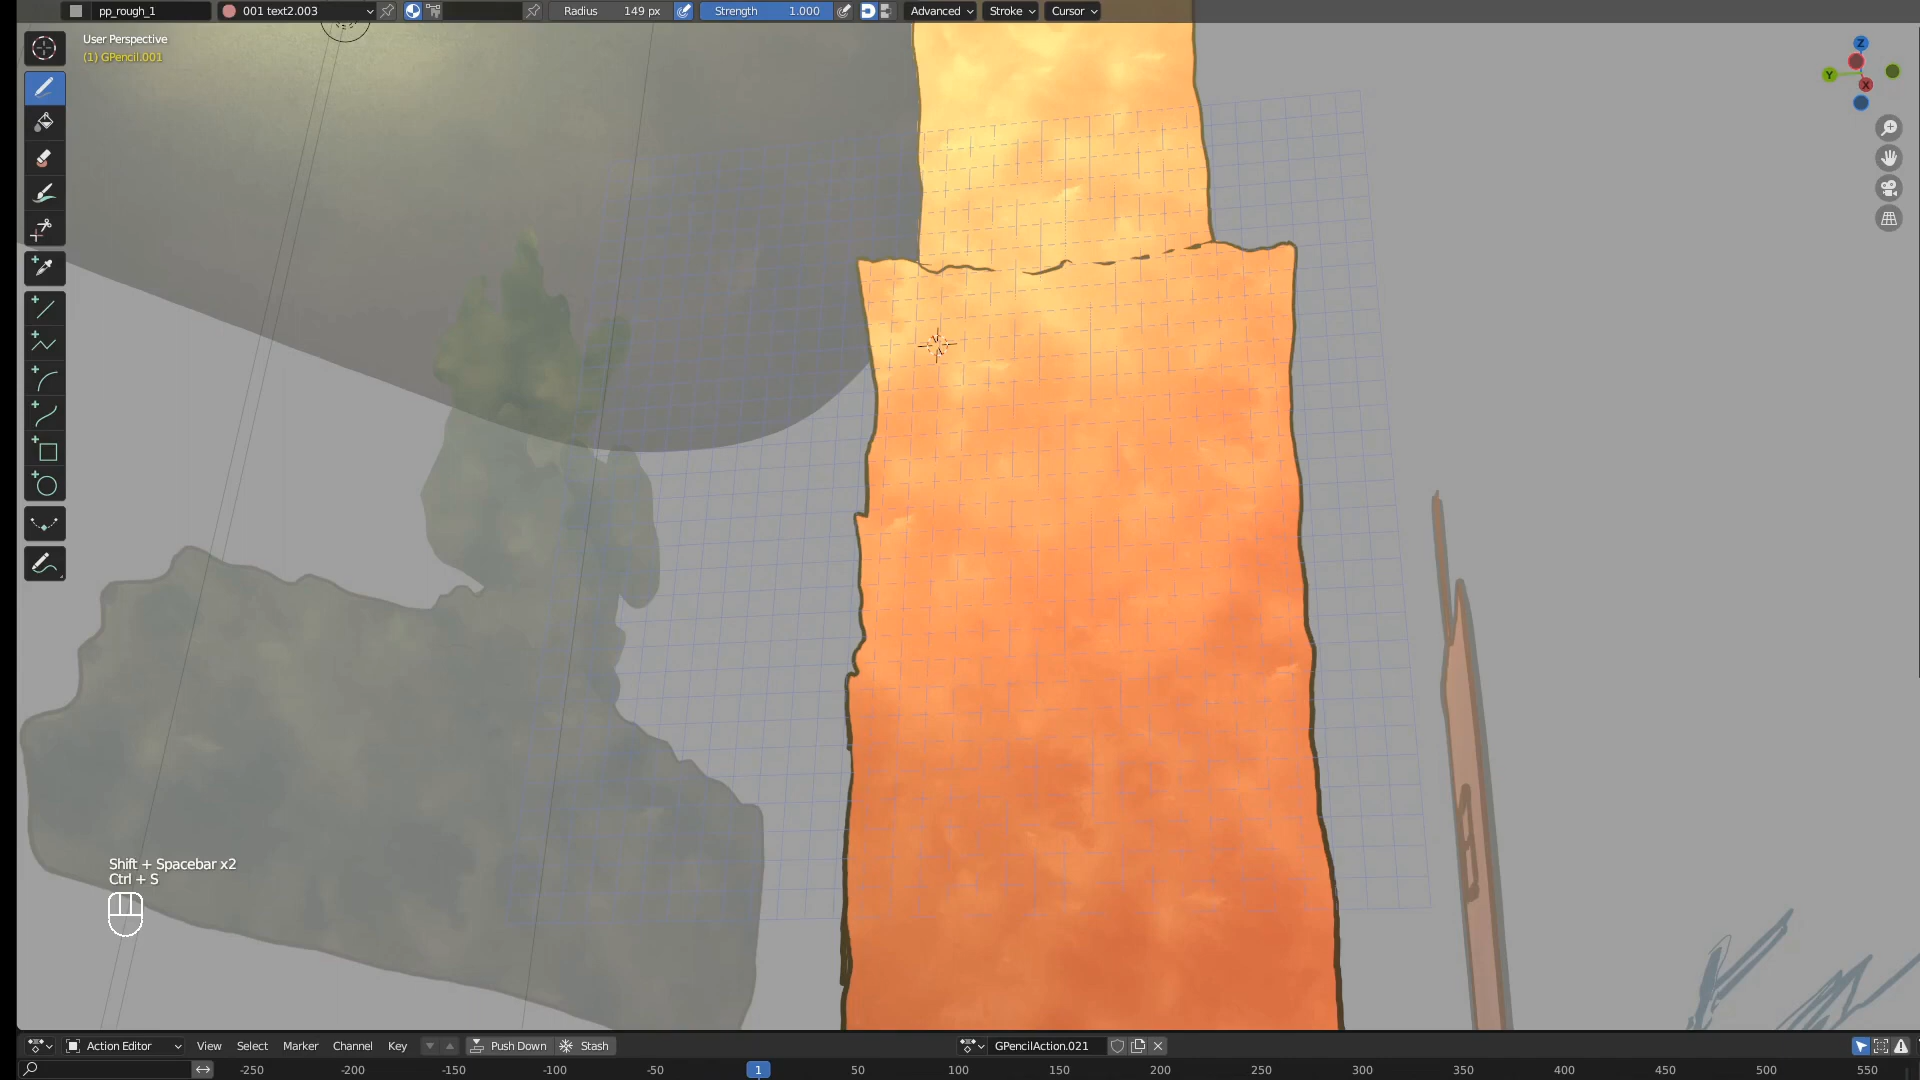 pp_rough_1 001 text2.003 Radius 149 px Strength 1.000 Advanced Stroke Cursor
User Perspective
(1) GPencil.001
Z
Y
X
Shift + Spacebar x2
Ctrl + S
Action Editor View Select Marker Channel Key Push Down Stash GPencilAction.021
-250 -200 -150 -100 -50 1 50 100 150 200 250 300 350 400 450 500 550